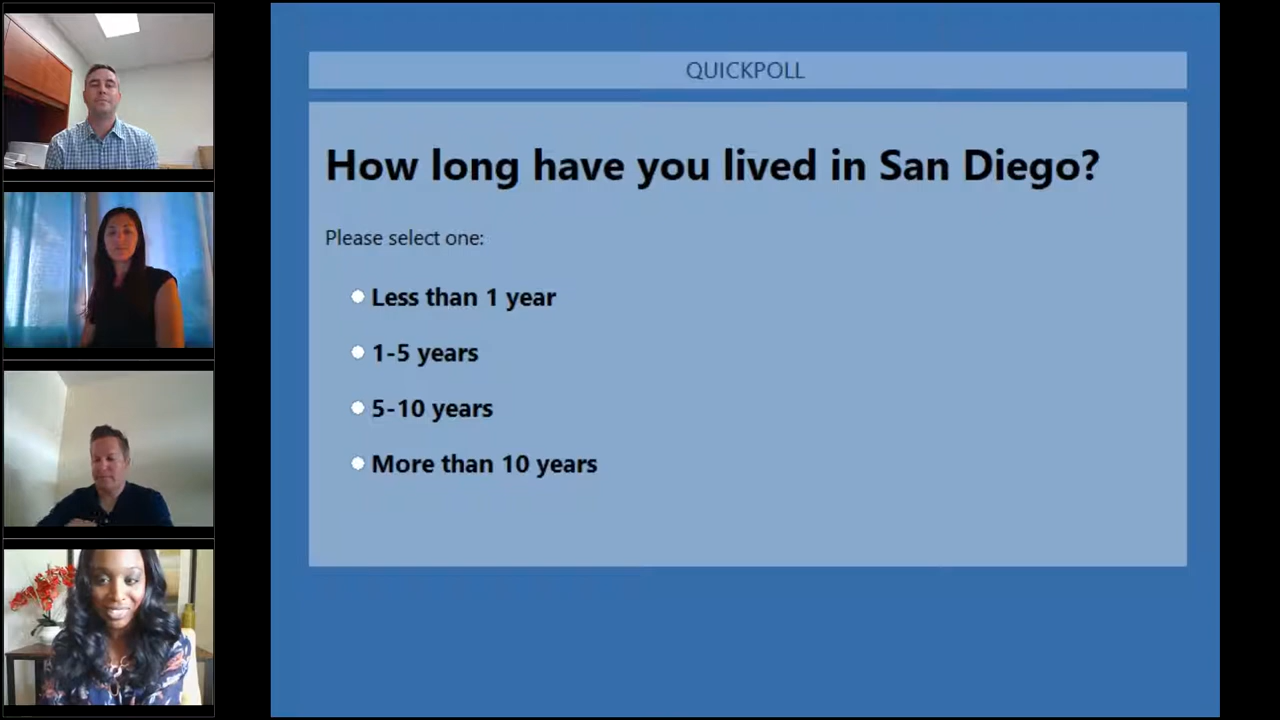 QUICKPOLL
How long have you lived in San Diego?
Please select one:
Less than 1 year
1-5 years
5-10 years
More than 10 years